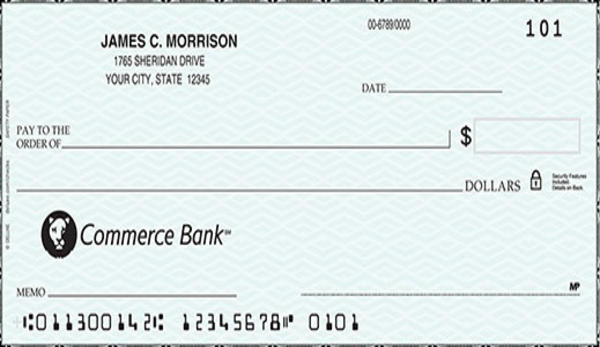 JAMES C. MORRISON
1765 SHERIDAN DRIVE
YOUR CITY, STATE 12345
00-6789/0000
101
DATE
PAY TO THE
ORDER OF
$
DOLLARS
Security Features
Included.
Details on Back.
Commerce Bank
MEMO
MP
⑆011300142⑆ 12345678⑈ 0101